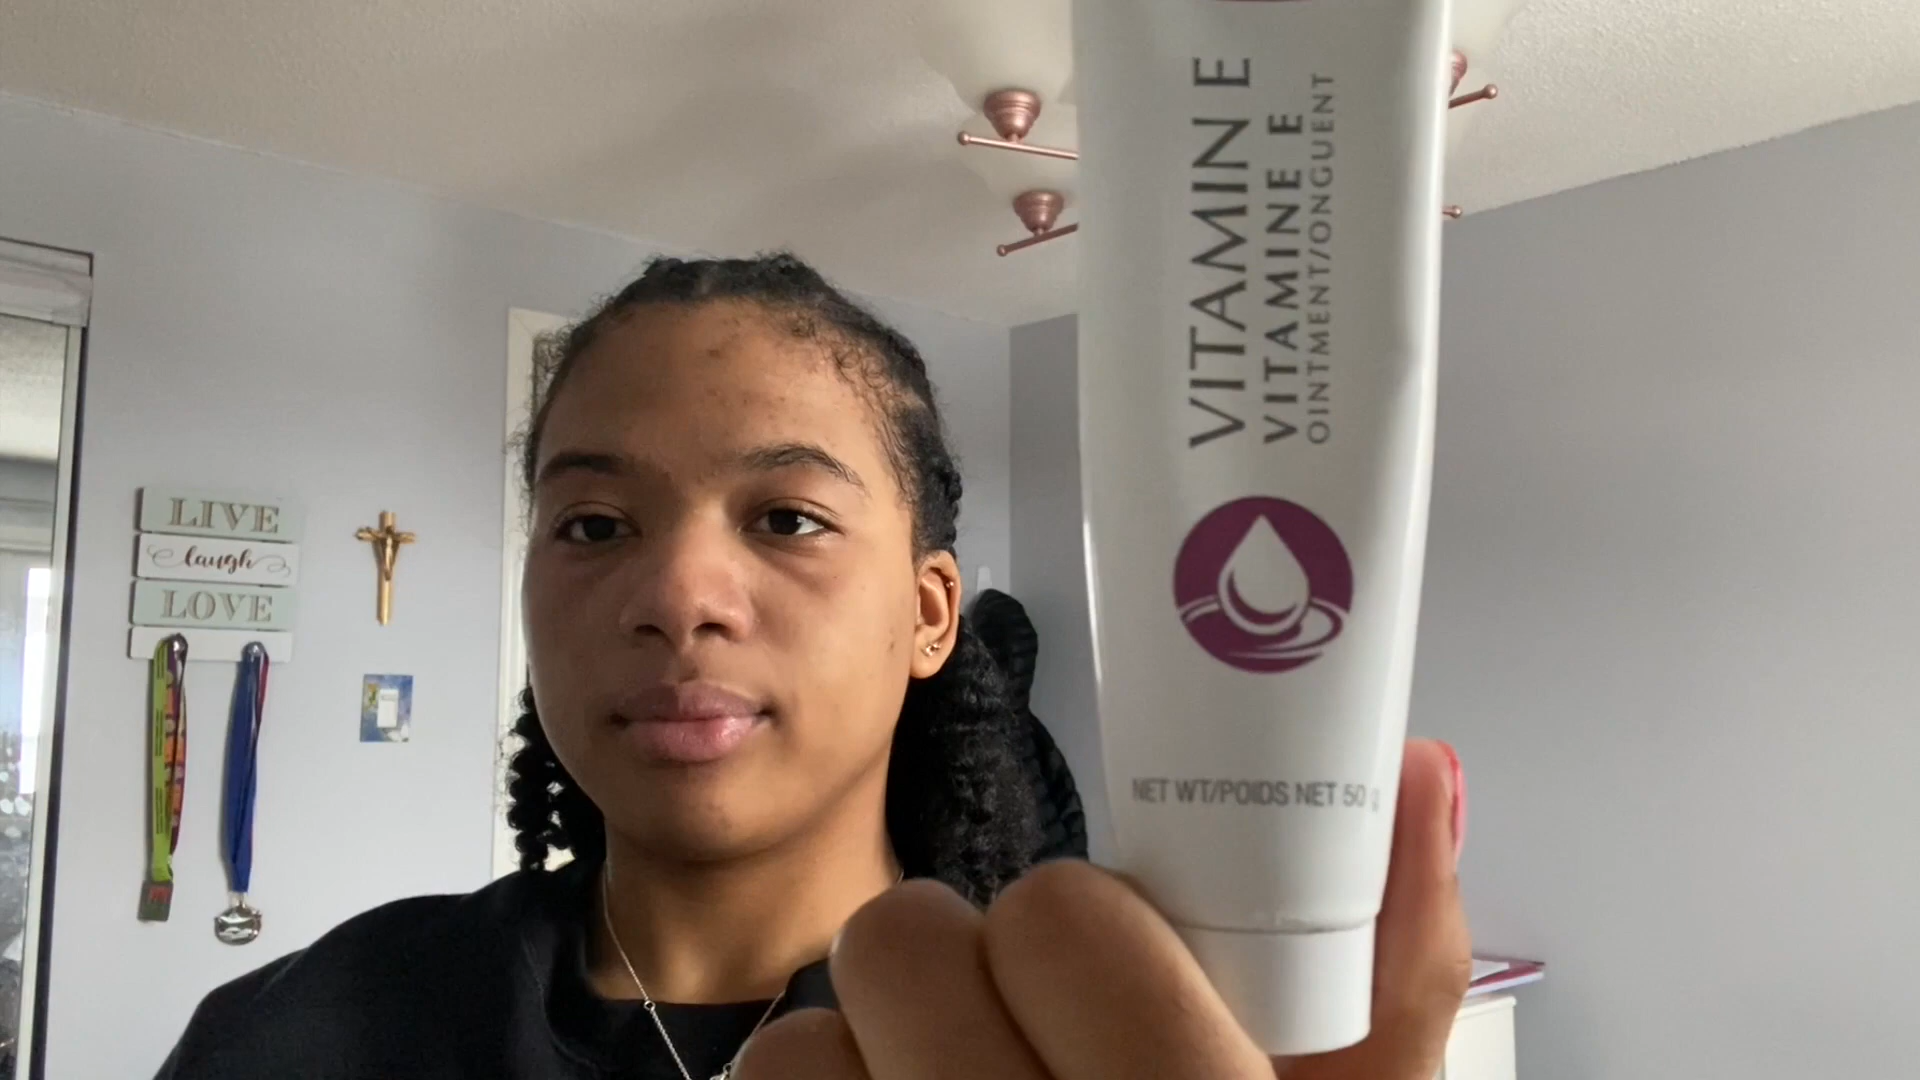 LIVE
laugh
LOVE
VITAMIN E
VITAMINE E
OINTMENT/ONGUENT
NET WT/POIDS NET 50 g